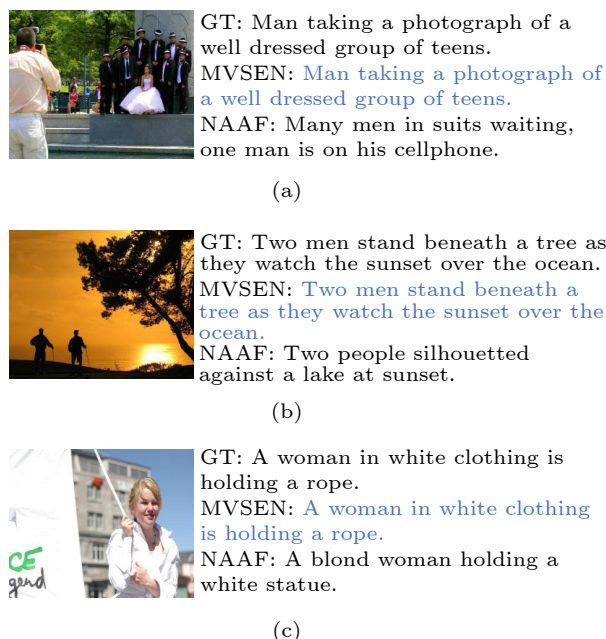 GT: Man taking a photograph of a
well dressed group of teens.
MVSEN: Man taking a photograph of
a well dressed group of teens.
NAAF: Many men in suits waiting,
one man is on his cellphone.
(a)
GT: Two men stand beneath a tree as
they watch the sunset over the ocean.
MVSEN: Two men stand beneath a
tree as they watch the sunset over the
ocean.
NAAF: Two people silhouetted
against a lake at sunset.
(b)
GT: A woman in white clothing is
holding a rope.
MVSEN: A woman in white clothing
is holding a rope.
NAAF: A blond woman holding a
white statue.
CE
gend
(c)